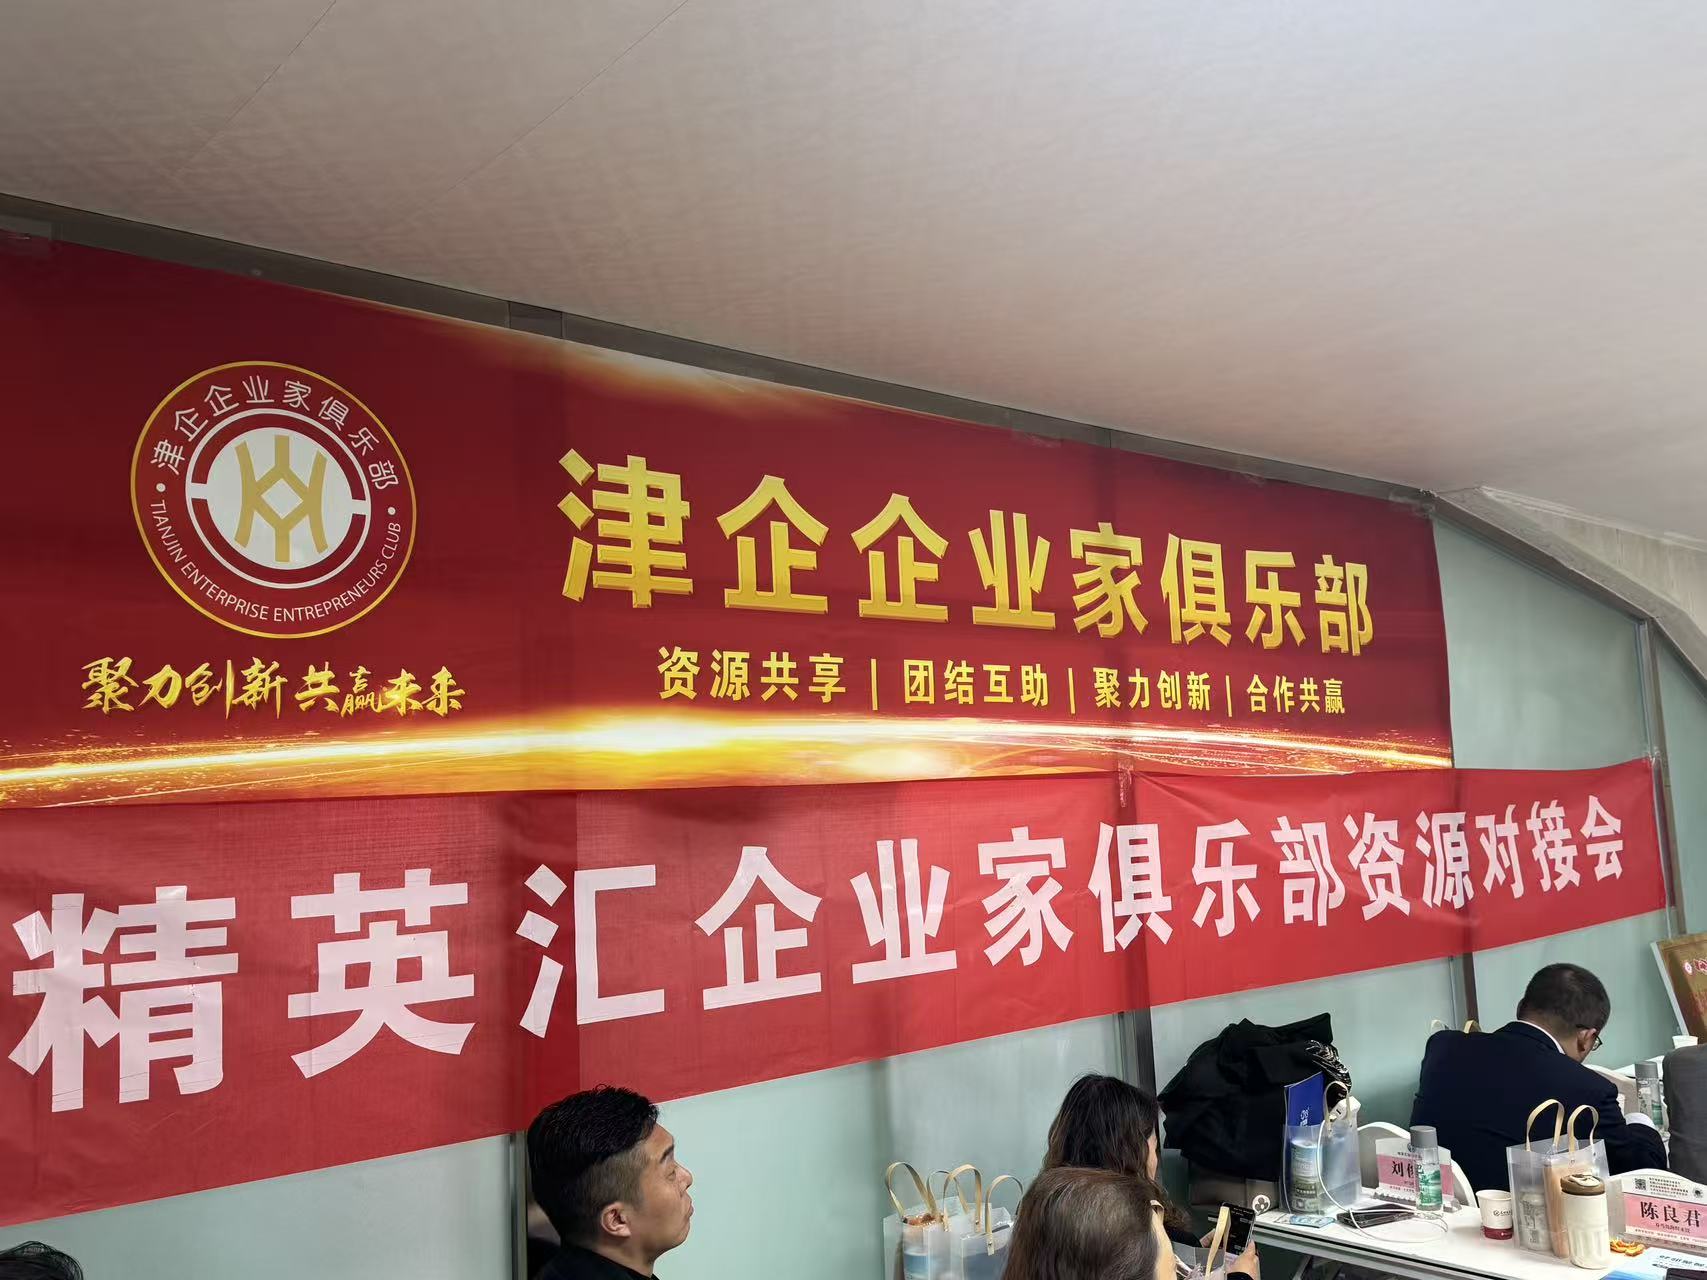 津企企业家俱乐部
TIANJIN ENTERPRISE ENTREPRENEURS CLUB
聚力创新 共赢未来
津企企业家俱乐部
资源共享 | 团结互助 | 聚力创新 | 合作共赢
精英汇企业家俱乐部资源对接会
陈良君